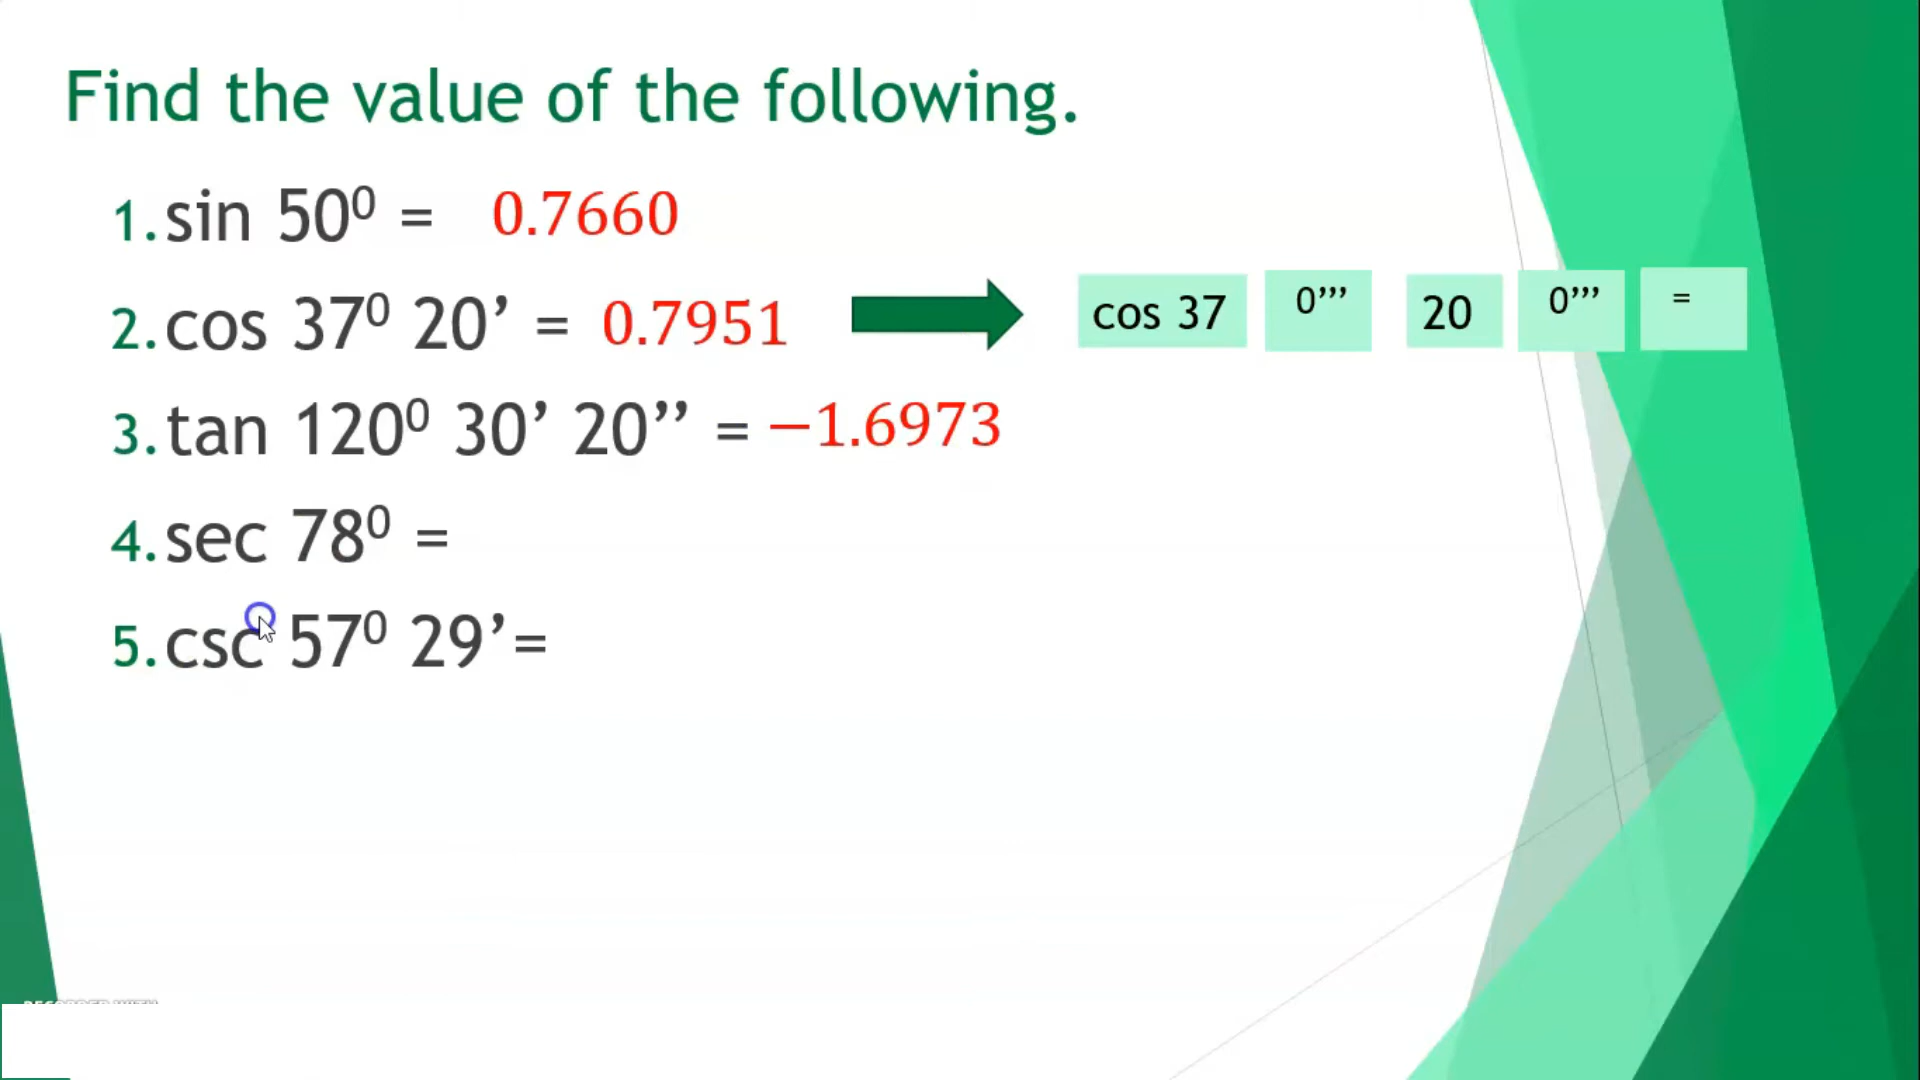 Find the value of the following.
1. sin 50⁰ = 0.7660
2. cos 37⁰ 20’ = 0.7951 cos 37 0’’’ 20 0’’’ =
3. tan 120⁰ 30’ 20’’ = −1.6973
4. sec 78⁰ =
5. csc 57⁰ 29’=